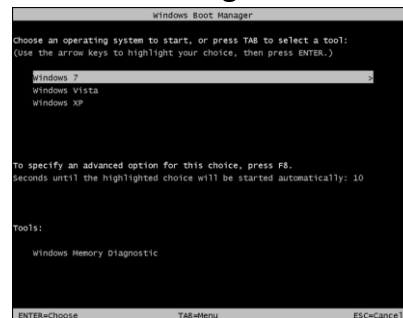 Windows Boot Manager
Choose an operating system to start, or press TAB to select a tool:
(Use the arrow keys to highlight your choice, then press ENTER.)
Windows 7 >
Windows Vista
Windows XP
To specify an advanced option for this choice, press F8.
Seconds until the highlighted choice will be started automatically: 10
Tools:
Windows Memory Diagnostic
ENTER=Choose TAB=Menu ESC=Cancel